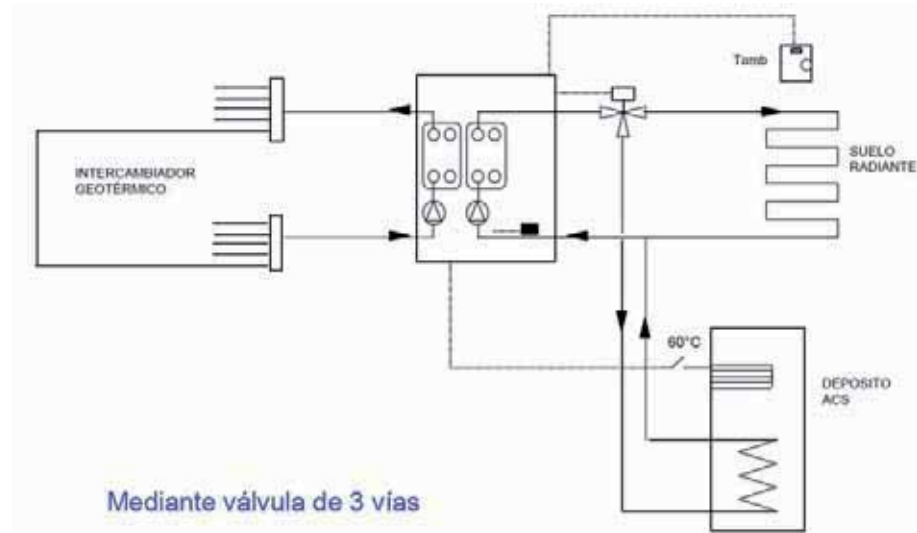 Tamb
INTERCAMBIADOR
GEOTÉRMICO
SUELO
RADIANTE
60°C
DEPOSITO
ACS
Mediante válvula de 3 vías